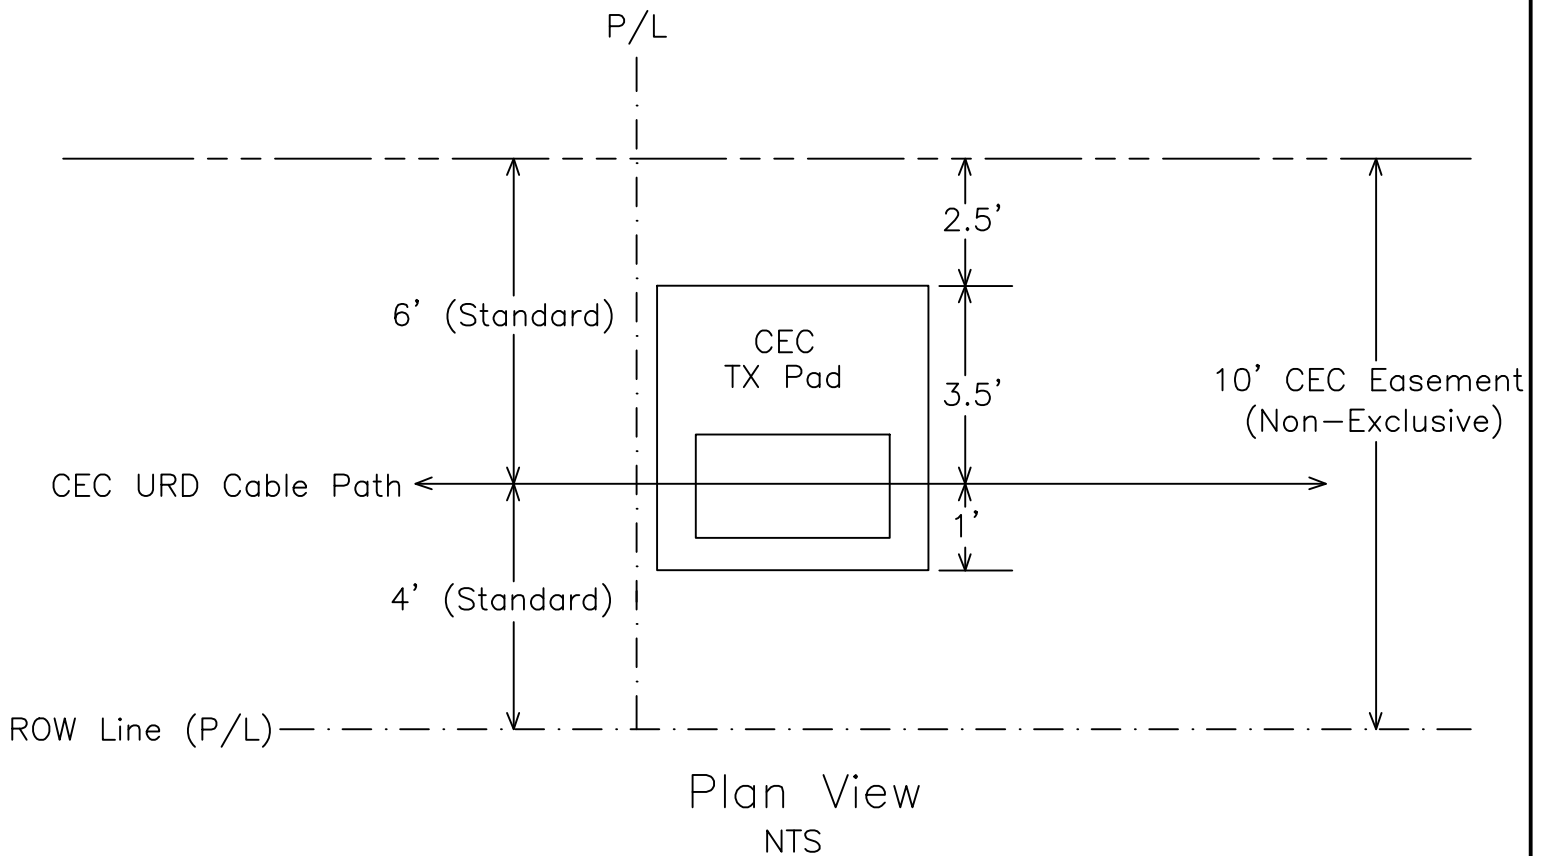 P/L
2.5'
6' (Standard)
CEC
TX Pad
3.5'
10' CEC Easement
(Non-Exclusive)
CEC URD Cable Path
1'
4' (Standard)
ROW Line (P/L)
Plan View
NTS